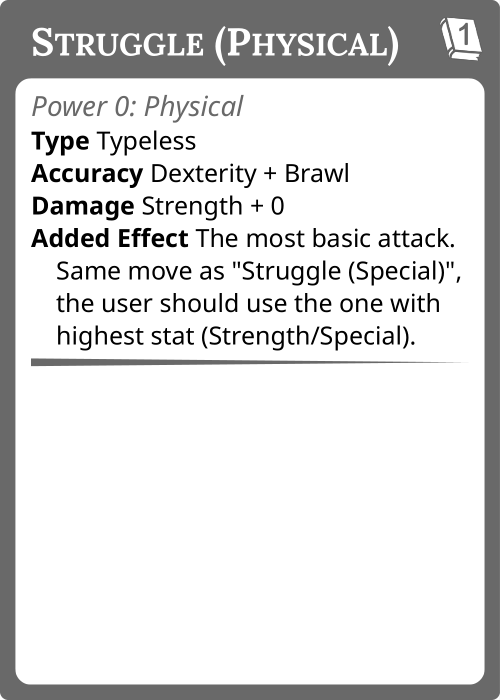 Struggle (Physical)
1
Power 0: Physical
Type Typeless
Accuracy Dexterity + Brawl
Damage Strength + 0
Added Effect The most basic attack.
Same move as "Struggle (Special)",
the user should use the one with
highest stat (Strength/Special).